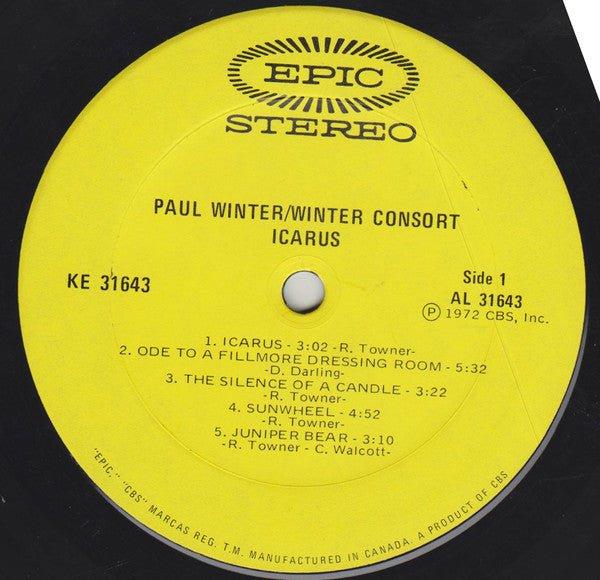 EPIC
STEREO
PAUL WINTER/WINTER CONSORT
ICARUS
KE 31643
Side 1
AL 31643
Ⓟ 1972 CBS, Inc.
1. ICARUS - 3:02 -R. Towner-
2. ODE TO A FILLMORE DRESSING ROOM - 5:32
-D. Darling-
3. THE SILENCE OF A CANDLE - 3:22
-R. Towner-
4. SUNWHEEL - 4:52
-R. Towner-
5. JUNIPER BEAR - 3:10
-R. Towner - C. Walcott-
"EPIC," "CBS" MARCAS REG. T.M. MANUFACTURED IN CANADA. A PRODUCT OF CBS